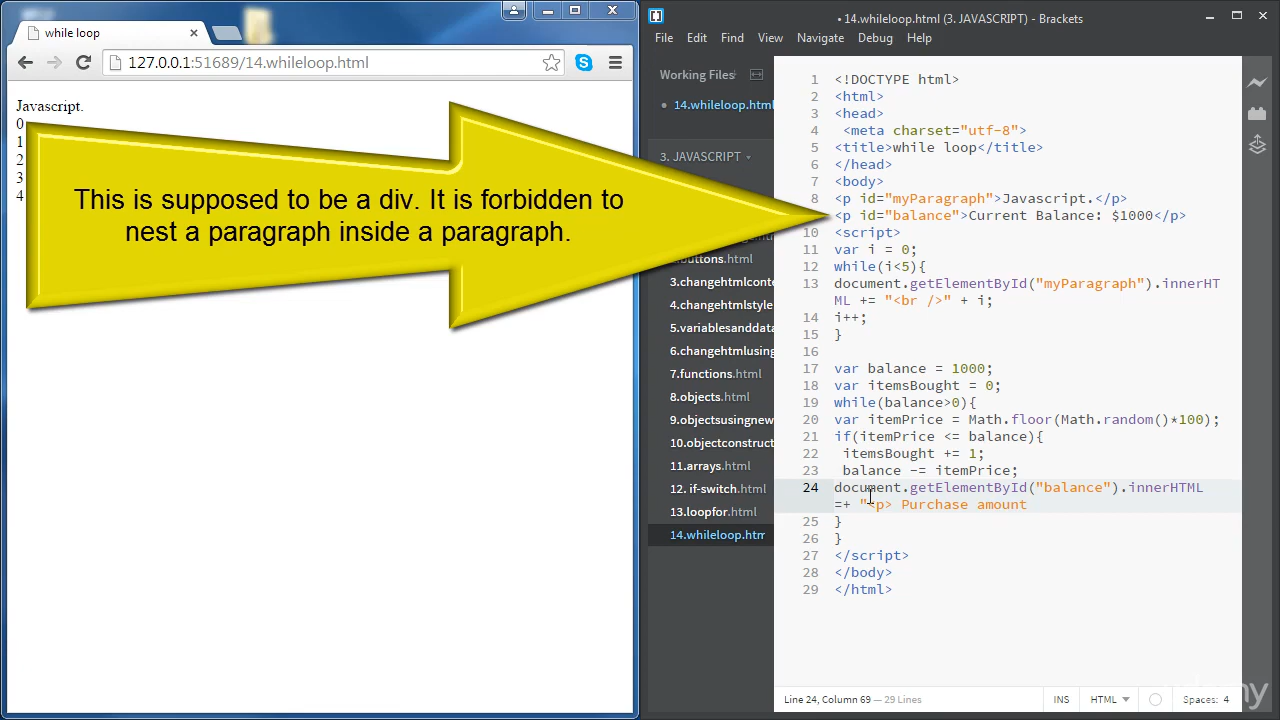 while loop
127.0.0.1:51689/14.whileloop.html
Javascript.
0
1
2
3
4
This is supposed to be a div. It is forbidden to
nest a paragraph inside a paragraph.
14.whileloop.html (3. JAVASCRIPT) - Brackets
File Edit Find View Navigate Debug Help
Working Files
14.whileloop.html
3. JAVASCRIPT
3.changehtmlconte
4.changehtmlstyle
5.variablesanddata
6.changehtmlusing
7.functions.html
8.objects.html
9.objectsusingnew
10.objectconstruct
11.arrays.html
12. if-switch.html
13.loopfor.html
14.whileloop.htm
1 <!DOCTYPE html>
2 <html>
3 <head>
4 <meta charset="utf-8">
5 <title>while loop</title>
6 </head>
7 <body>
8 <p id="myParagraph">Javascript.</p>
9 <p id="balance">Current Balance: $1000</p>
10 <script>
11 var i = 0;
12 while(i<5){
13 document.getElementById("myParagraph").innerHT
ML += "<br />" + i;
14 i++;
15 }
16
17 var balance = 1000;
18 var itemsBought = 0;
19 while(balance>0){
20 var itemPrice = Math.floor(Math.random()*100);
21 if(itemPrice <= balance){
22 itemsBought += 1;
23 balance -= itemPrice;
24 document.getElementById("balance").innerHTML
=+ "<p> Purchase amount
25 }
26 }
27 </script>
28 </body>
29 </html>
Line 24, Column 69 — 29 Lines
INS HTML Spaces: 4